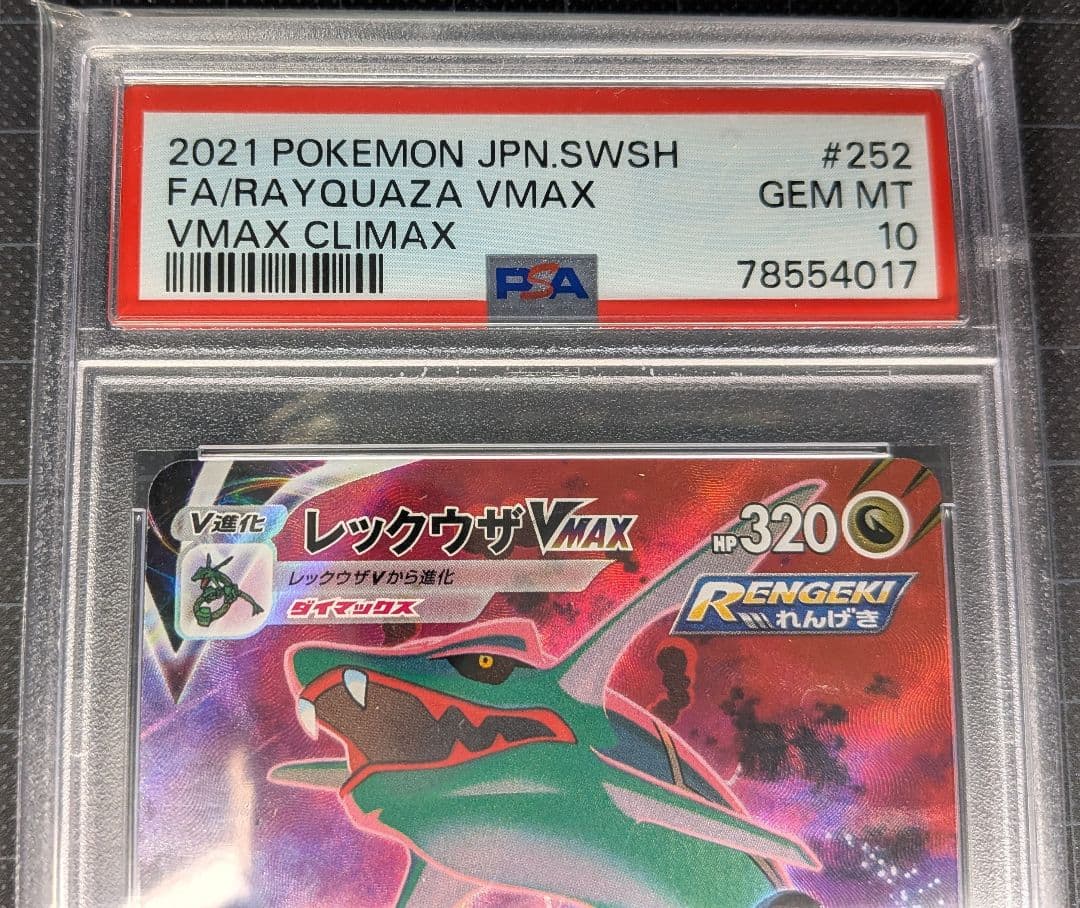 2021 POKEMON JPN.SWSH #252
FA/RAYQUAZA VMAX GEM MT
VMAX CLIMAX 10
PSA 78554017
V進化 レックウザVMAX HP320
レックウザVから進化
ダイマックス
RENGEKI
れんげき